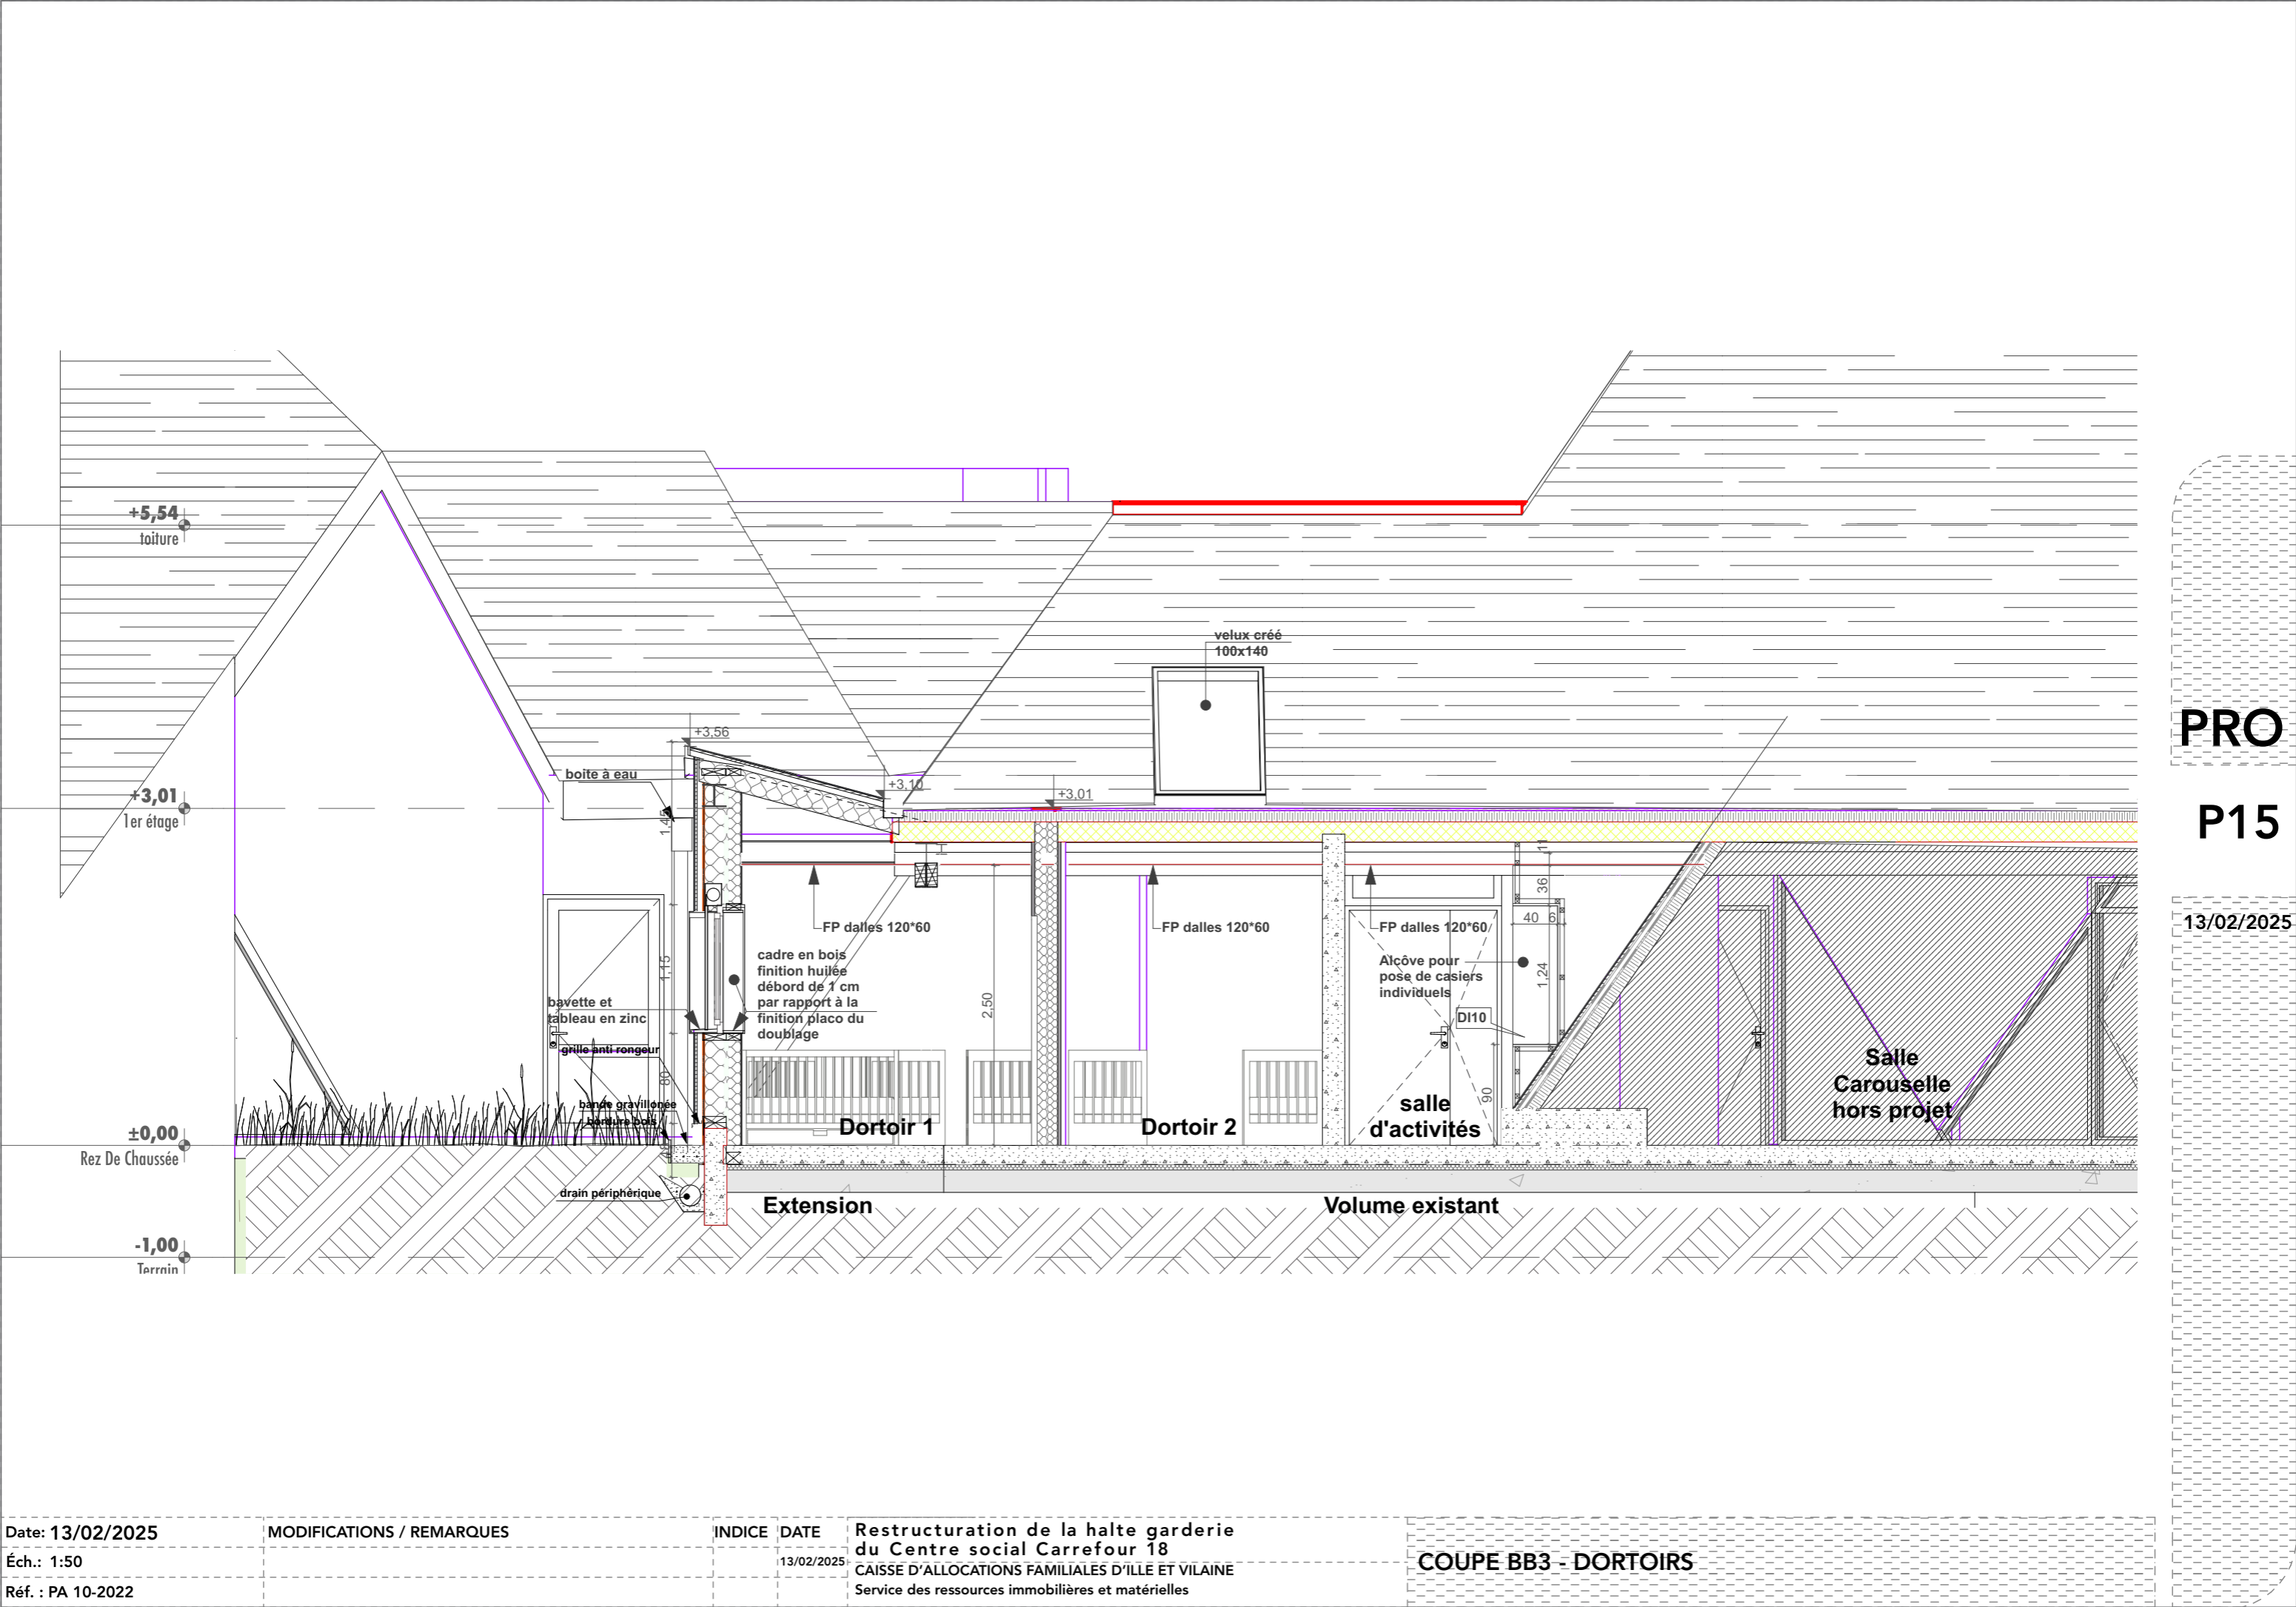 +5,54
toiture
velux créé
100x140
PRO
+3,56
boite à eau
+3,10
+3,01
+3,01
1er étage
P15
11
36
40 6
13/02/2025
FP dalles 120*60
FP dalles 120*60
FP dalles 120*60
cadre en bois
finition huilée
débord de 1 cm
par rapport à la
finition placo du
doublage
Alcôve pour
pose de casiers
individuels
1,15
1,24
2,50
bavette et
tableau en zinc
DI10
grille anti rongeur
80
90
Salle
Carouselle
hors projet
bande gravillonée
bordure bois
Dortoir 1
Dortoir 2
salle
d'activités
±0,00
Rez De Chaussée
drain périphérique
Extension
Volume existant
-1,00
Terrain
Date: 13/02/2025
MODIFICATIONS / REMARQUES
INDICE DATE
Restructuration de la halte garderie
du Centre social Carrefour 18
Éch.: 1:50
13/02/2025
CAISSE D'ALLOCATIONS FAMILIALES D'ILLE ET VILAINE
COUPE BB3 - DORTOIRS
Réf. : PA 10-2022
Service des ressources immobilières et matérielles